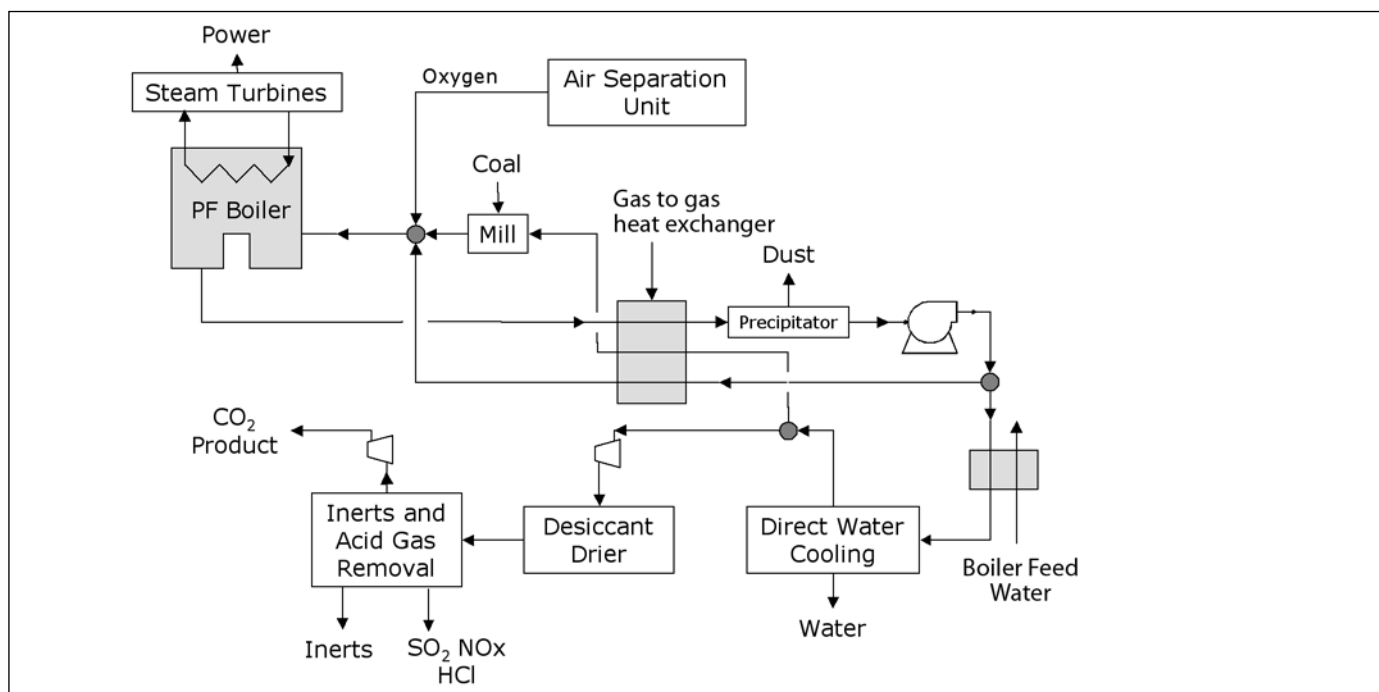 Power
Steam Turbines
Oxygen
Air Separation
Unit
PF Boiler
Coal
Mill
Gas to gas
heat exchanger
Dust
Precipitator
CO₂
Product
Inerts and
Acid Gas
Removal
Desiccant
Drier
Direct Water
Cooling
Boiler Feed
Water
Inerts
SO₂ NOx
HCl
Water